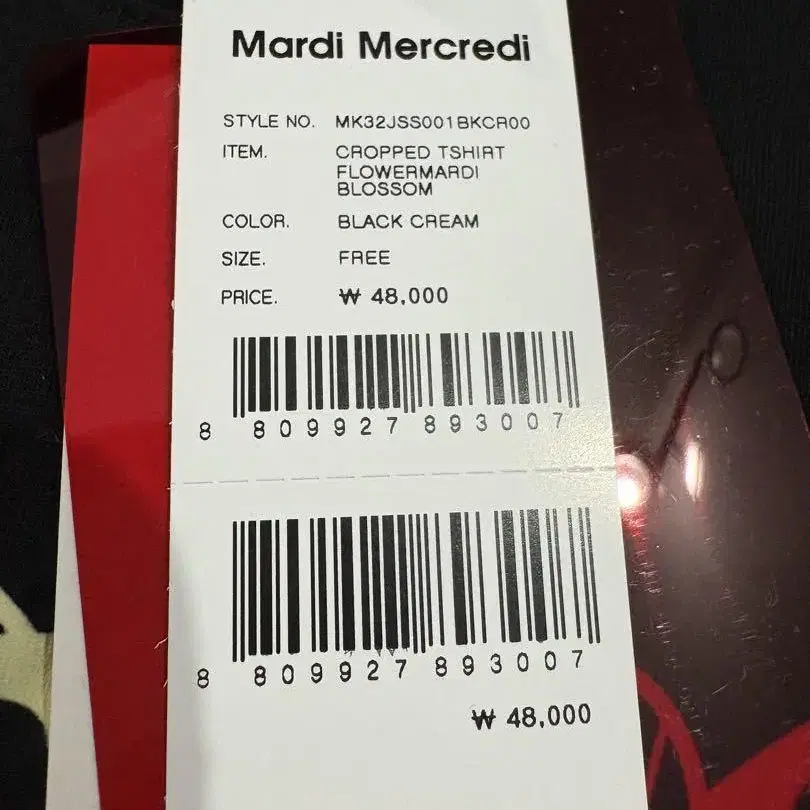 Mardi Mercredi
STYLE NO. MK32JSS001BKCR00
ITEM. CROPPED TSHIRT
FLOWERMARDI
BLOSSOM
COLOR. BLACK CREAM
SIZE. FREE
PRICE. ₩ 48,000
8 809927 893007
8 809927 893007
₩ 48,000